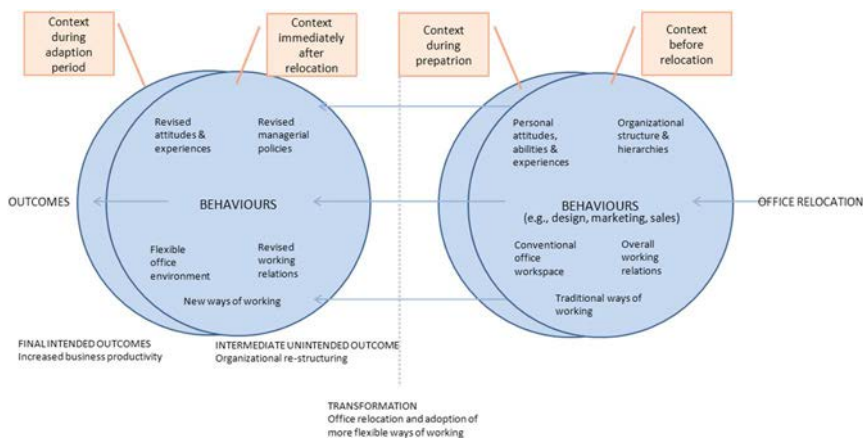 Context
during
adaption
period
Context
immediately
after
relocation
Context
during
prepatrion
Context
before
relocation
Revised
attitudes &
experiences
Revised
managerial
policies
Personal
attitudes,
abilities &
experiences
Organizational
structure &
hierarchies
OUTCOMES
BEHAVIOURS
BEHAVIOURS
(e.g., design, marketing, sales)
OFFICE RELOCATION
Flexible
office
environment
Revised
working
relations
Conventional
office
workspace
Overall
working
relations
New ways of working
Traditional ways of
working
FINAL INTENDED OUTCOMES
Increased business productivity
INTERMEDIATE UNINTENDED OUTCOME
Organizational re-structuring
TRANSFORMATION
Office relocation and adoption of
more flexible ways of working